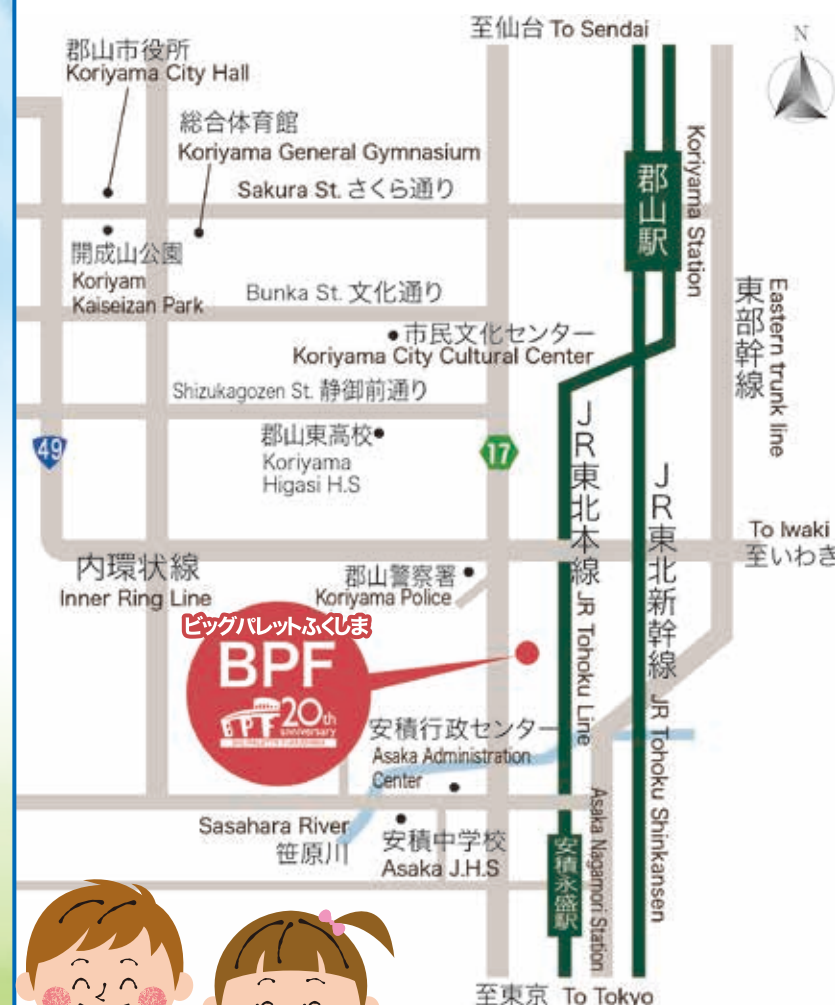 至仙台 To Sendai
N
郡山市役所
Koriyama City Hall
総合体育館
Koriyama General Gymnasium
Sakura St. さくら通り
郡山駅
Koriyama Station
開成山公園
Koriyam
Kaiseizan Park
Bunka St. 文化通り
東部幹線
Eastern trunk line
市民文化センター
Koriyama City Cultural Center
Shizukagozen St. 静御前通り
49
郡山東高校
Koriyama
Higasi H.S
17
JR東北本線 JR Tohoku Line
JR東北新幹線 JR Tohoku Shinkansen
To Iwaki
至いわき
内環状線
Inner Ring Line
郡山警察署
Koriyama Police
ビッグパレットふくしま
BPF
BPF 20th
anniversary
安積行政センター
Asaka Administration
Center
Sasahara River
笹原川
安積中学校
Asaka J.H.S
安積永盛駅
Asaka Nagamori Station
至東京 To Tokyo